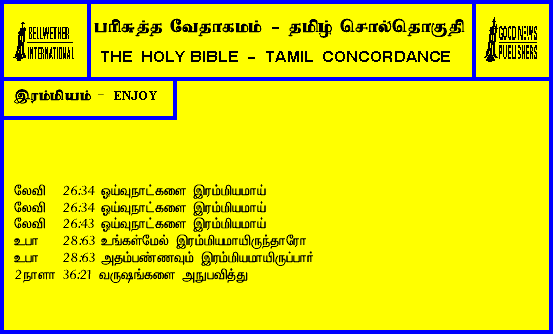 BELLWETHER
INTERNATIONAL
பரிசுத்த வேதாகமம் - தமிழ் சொல்தொகுதி
THE HOLY BIBLE - TAMIL CONCORDANCE
GOOD NEWS
PUBLISHERS
இரம்மியம் - ENJOY
லேவி 26:34 ஒய்வுநாட்களை இரம்மியமாய்
லேவி 26:34 ஒய்வுநாட்களை இரம்மியமாய்
லேவி 26:43 ஒய்வுநாட்களை இரம்மியமாய்
உபா 28:63 உங்கள்மேல் இரம்மியமாயிருந்தாரோ
உபா 28:63 அதம்பண்ணவும் இரம்மியமாயிருப்பார்
2நாளா 36:21 வருஷங்களை அநுபவித்து